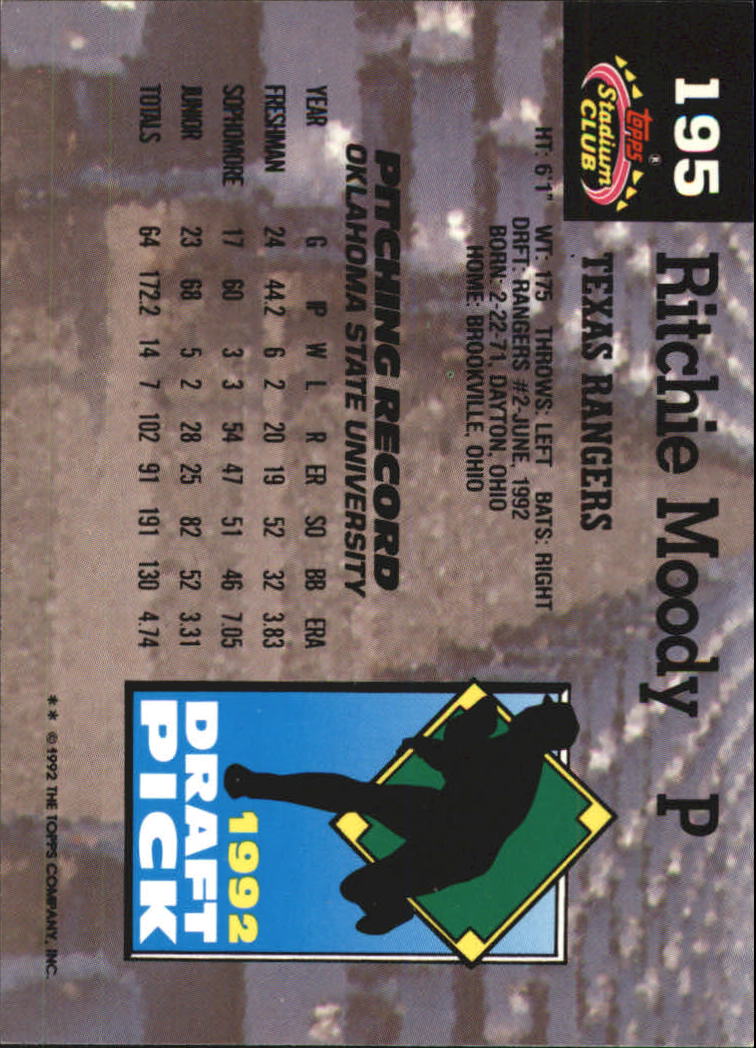 195
TOPPS ®
Stadium
CLUB
Ritchie Moody P
TEXAS RANGERS
HT: 6'1" WT: 175 THROWS: LEFT BATS: RIGHT
DRFT: RANGERS #2-JUNE, 1992
BORN: 2-22-71, DAYTON, OHIO
HOME: BROOKVILLE, OHIO
PITCHING RECORD
OKLAHOMA STATE UNIVERSITY
YEAR G IP W L R ER SO BB ERA
FRESHMAN 24 44.2 6 2 20 19 52 32 3.83
SOPHOMORE 17 60 3 3 54 47 51 46 7.05
JUNIOR 23 68 5 2 28 25 82 52 3.31
TOTALS 64 172.2 14 7 102 91 191 130 4.74
1992
DRAFT
PICK
** © 1992 THE TOPPS COMPANY, INC.